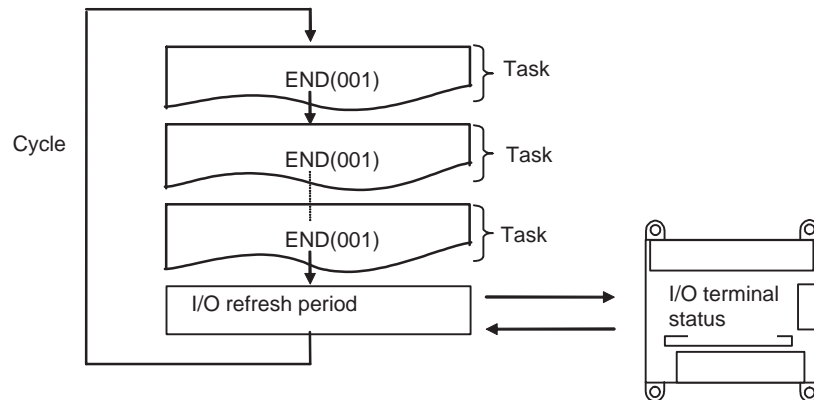 END(001)
Task
Cycle
END(001)
Task
END(001)
Task
I/O refresh period
I/O terminal
status